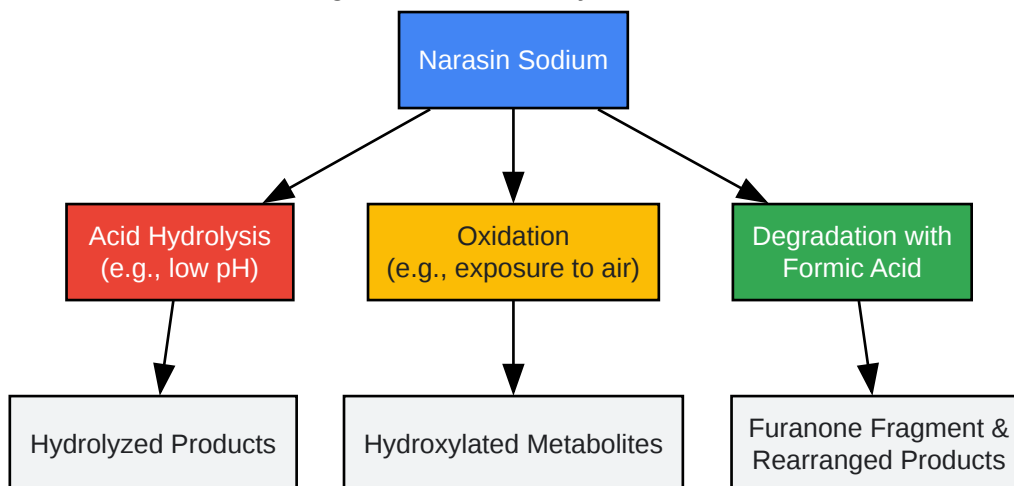 Narasin Sodium
Acid Hydrolysis
(e.g., low pH)
Oxidation
(e.g., exposure to air)
Degradation with
Formic Acid
Hydrolyzed Products
Hydroxylated Metabolites
Furanone Fragment &
Rearranged Products